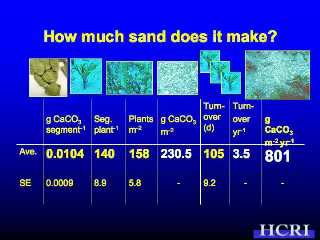 How much sand does it make?
g CaCO3 segment-1 Seg. plant-1 Plants m-2 g CaCO3 m-2 Turn-over (d) Turn-over yr-1 g CaCO3 m-2 yr-1
Ave. 0.0104 140 158 230.5 105 3.5 801
SE 0.0009 8.9 5.8 - 9.2 - -
HCRI